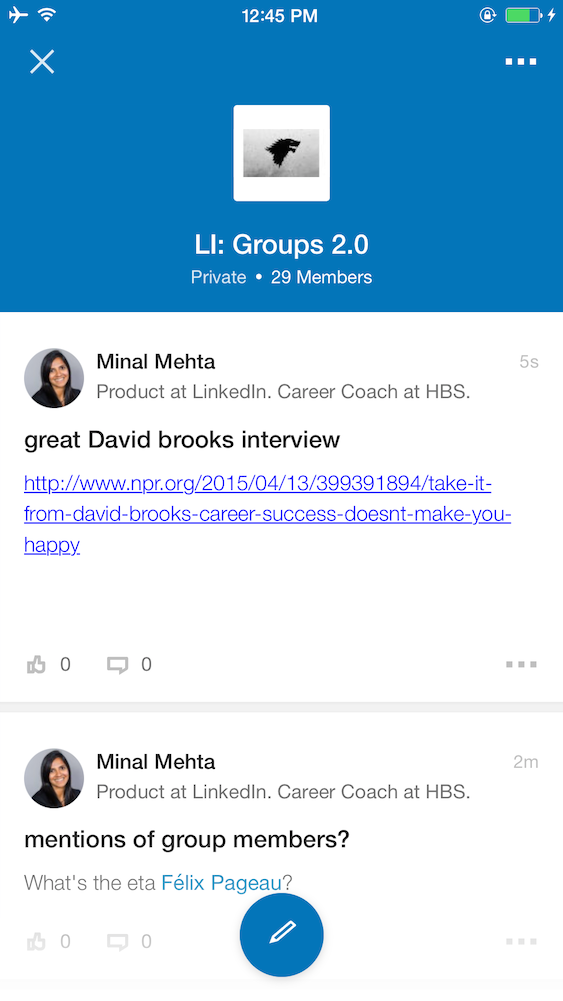 12:45 PM
LI: Groups 2.0
Private • 29 Members
Minal Mehta
5s
Product at LinkedIn. Career Coach at HBS.
great David brooks interview
http://www.npr.org/2015/04/13/399391894/take-it-
from-david-brooks-career-success-doesnt-make-you-
happy
0 0
Minal Mehta
2m
Product at LinkedIn. Career Coach at HBS.
mentions of group members?
What's the eta Félix Pageau?
0 0